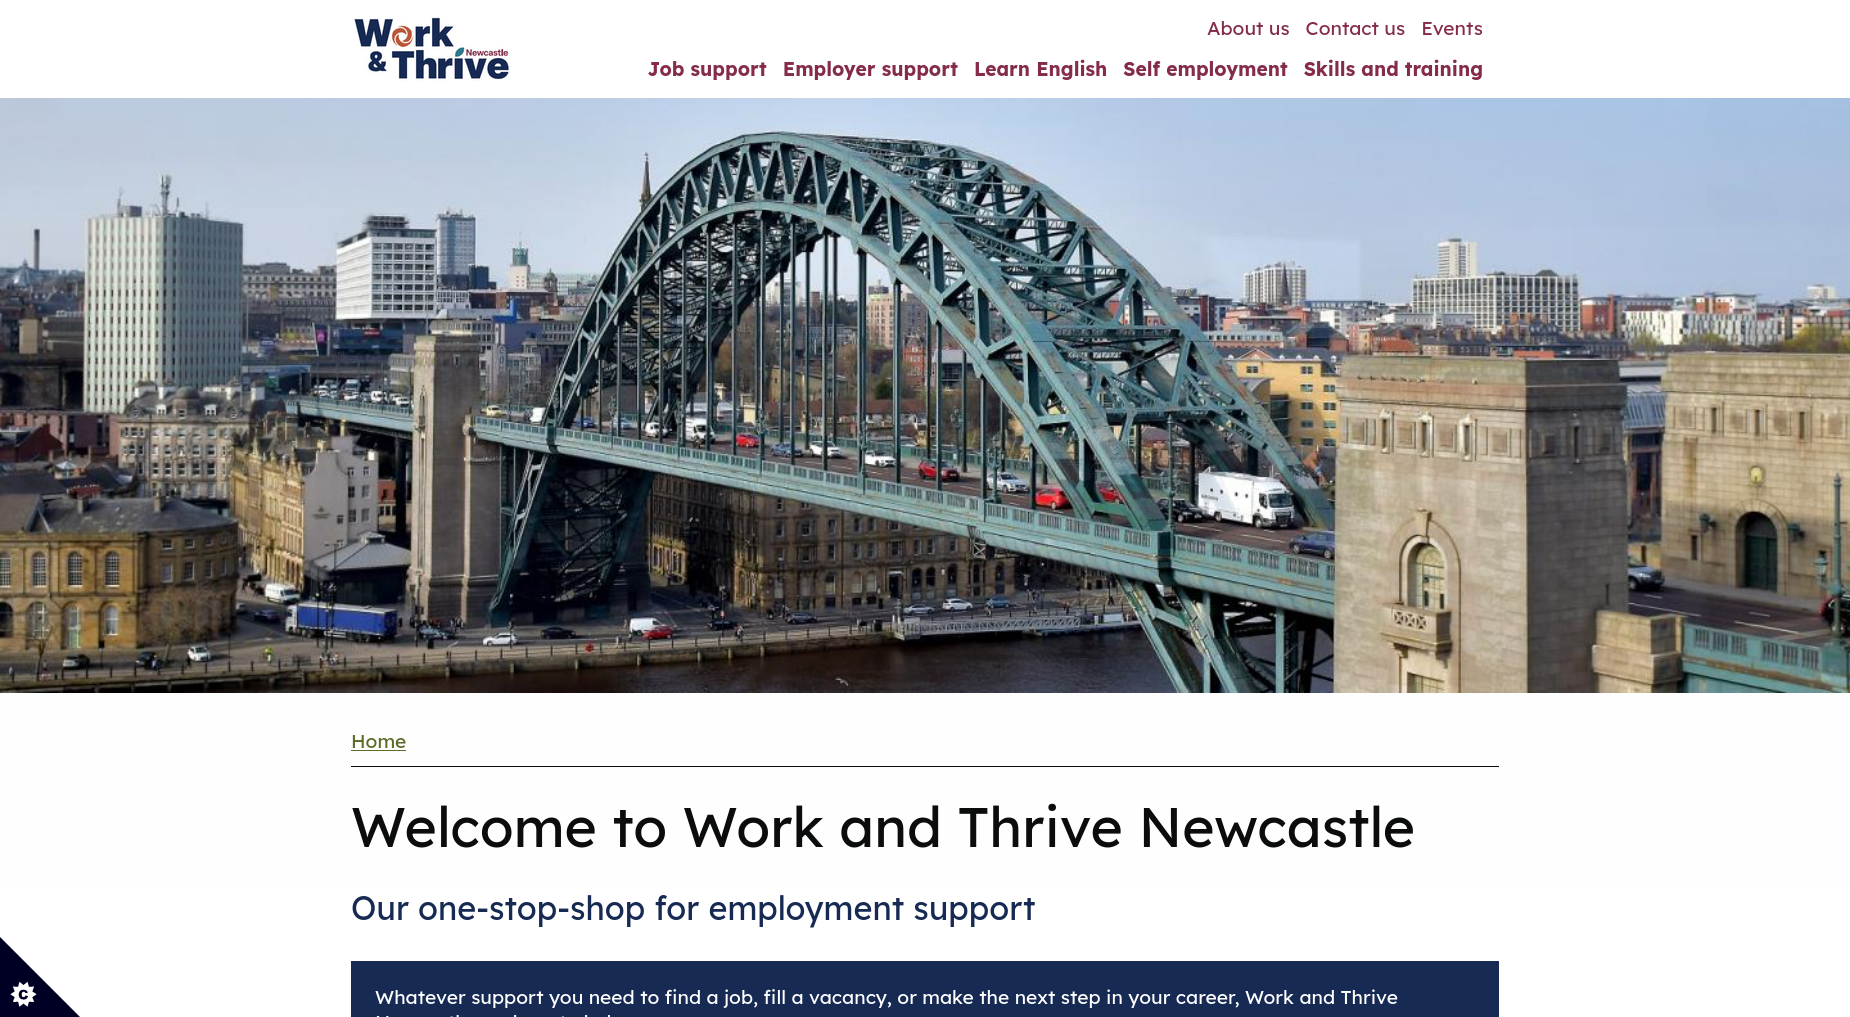 Work
& Thrive Newcastle
About us Contact us Events
Job support Employer support Learn English Self employment Skills and training
Home
Welcome to Work and Thrive Newcastle
Our one-stop-shop for employment support
Whatever support you need to find a job, fill a vacancy, or make the next step in your career, Work and Thrive
C